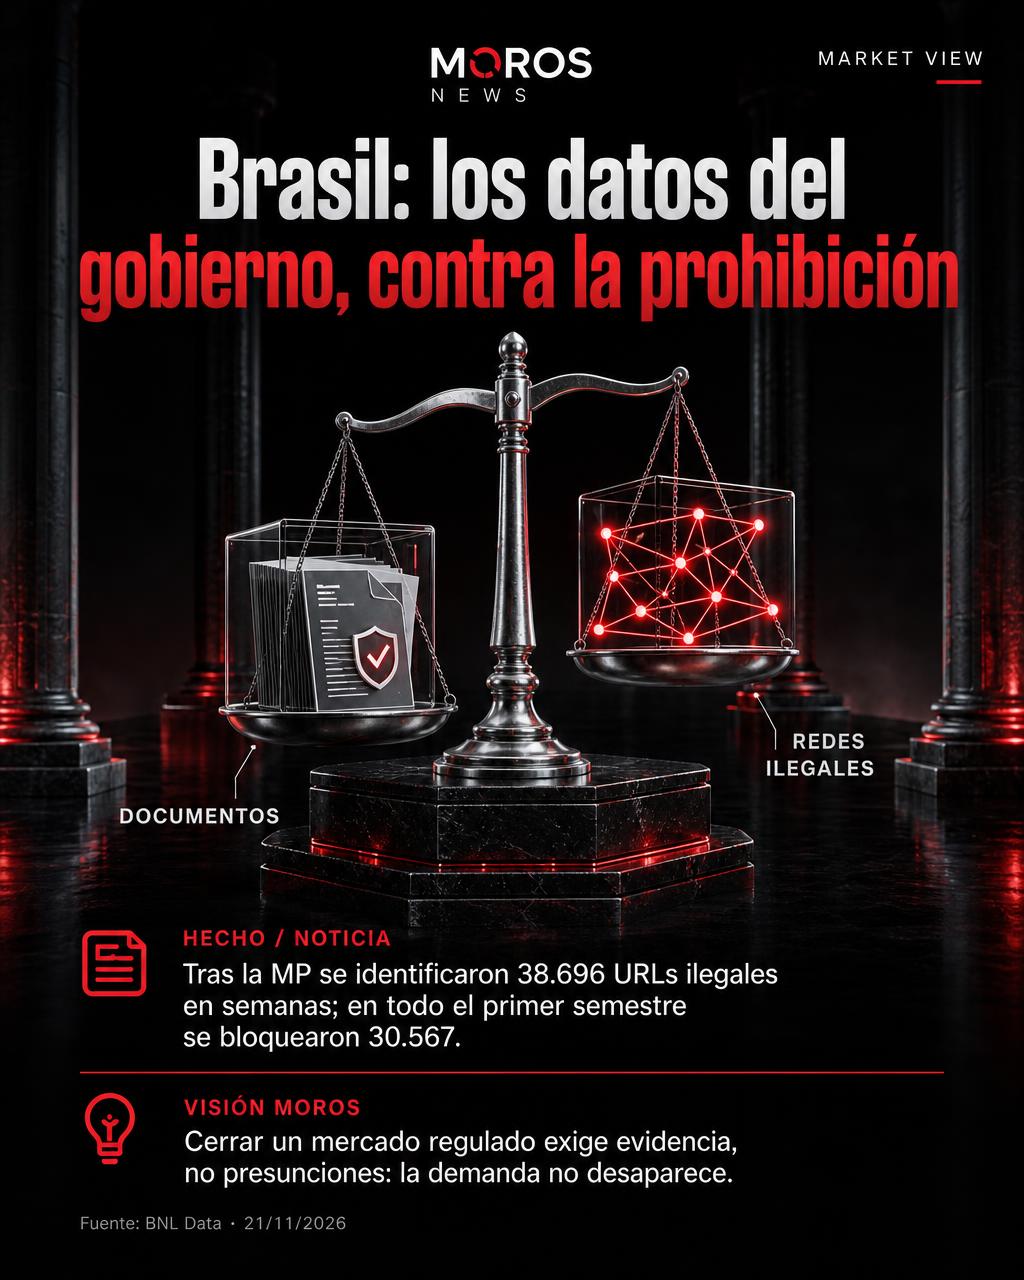 MOROS
NEWS
MARKET VIEW
Brasil: los datos del
gobierno, contra la prohibición
REDES
ILEGALES
DOCUMENTOS
HECHO / NOTICIA
Tras la MP se identificaron 38.696 URLs ilegales
en semanas; en todo el primer semestre
se bloquearon 30.567.
VISIÓN MOROS
Cerrar un mercado regulado exige evidencia,
no presunciones: la demanda no desaparece.
Fuente: BNL Data • 21/11/2026